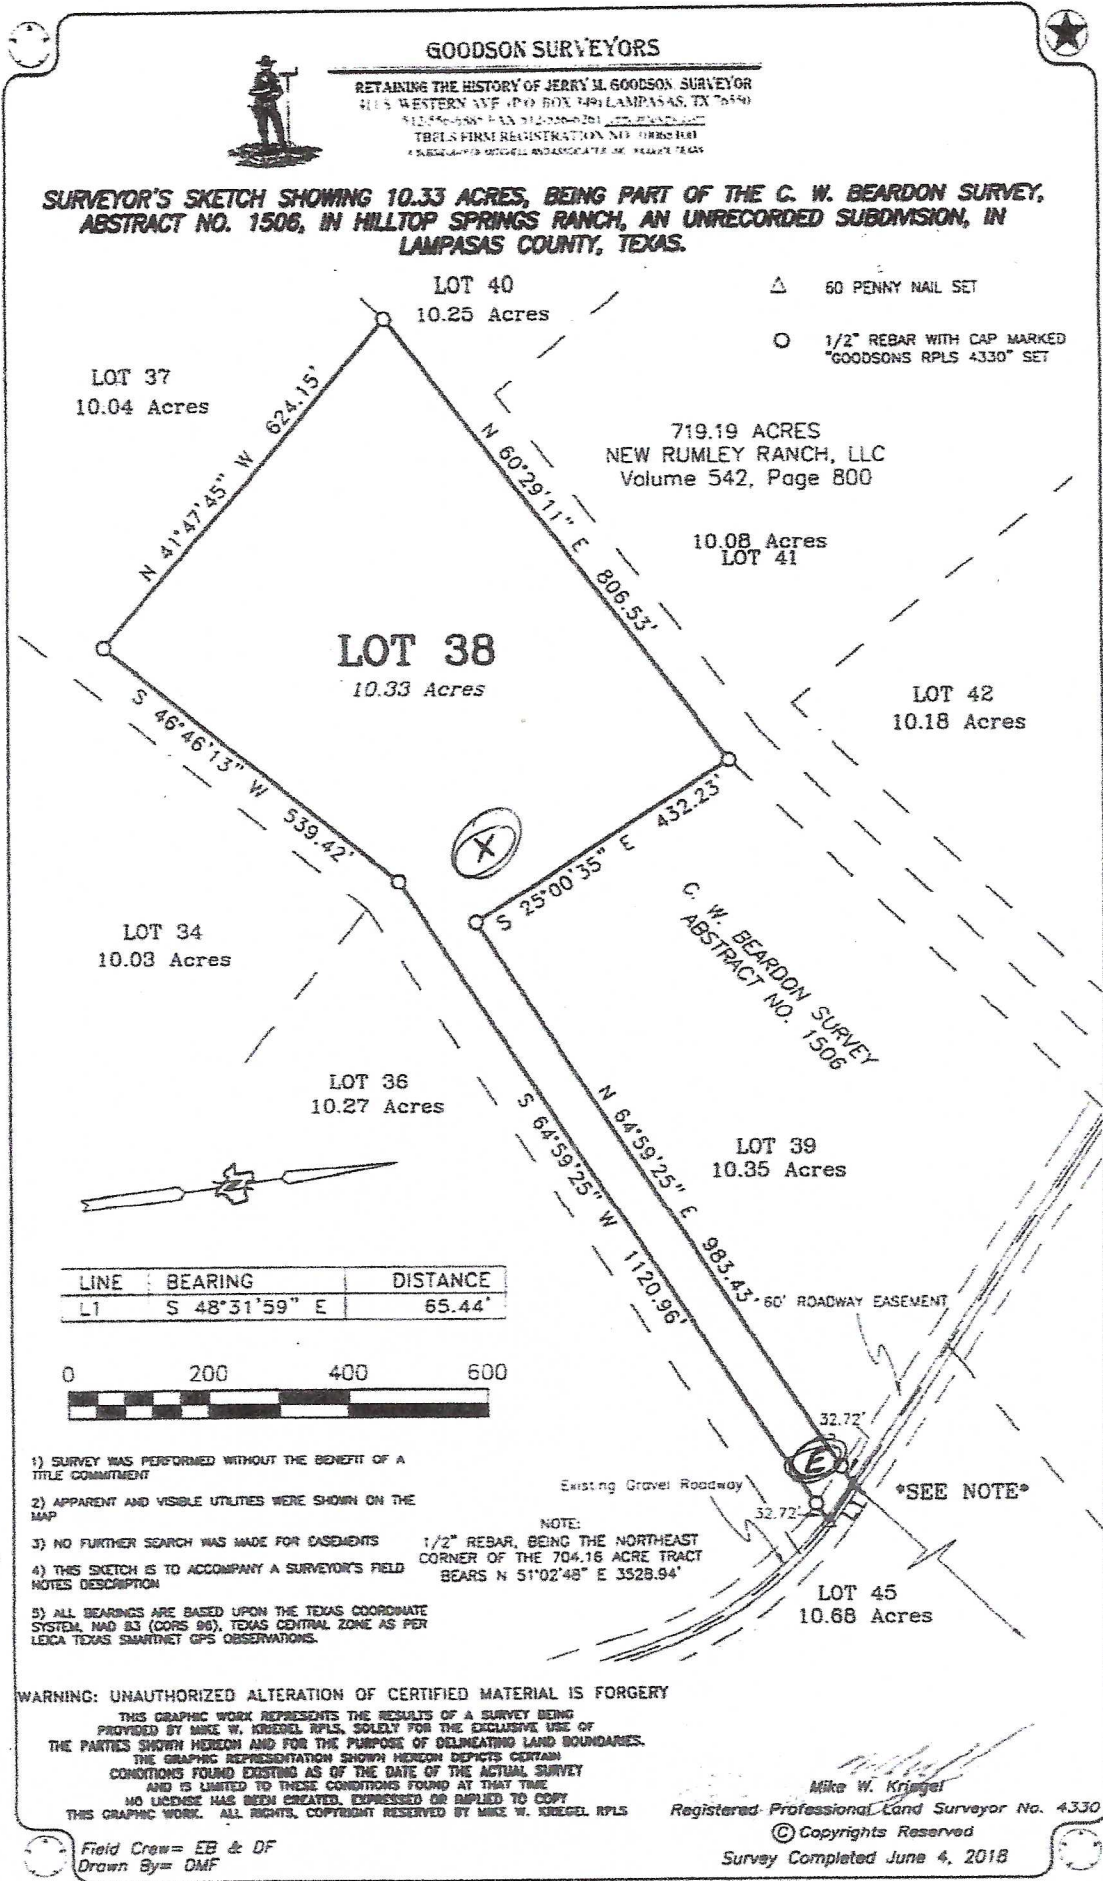 GOODSON SURVEYORS
RETAINING THE HISTORY OF JERRY M. GOODSON, SURVEYOR
411 S. WESTERN AVE (P.O. BOX 349) LAMPASAS, TX 76550
TBPLS FIRM REGISTRATION NO.
SURVEYOR'S SKETCH SHOWING 10.33 ACRES, BEING PART OF THE C. W. BEARDON SURVEY,
ABSTRACT NO. 1506, IN HILLTOP SPRINGS RANCH, AN UNRECORDED SUBDIVISION, IN
LAMPASAS COUNTY, TEXAS.
LOT 40
10.25 Acres
60 PENNY NAIL SET
1/2" REBAR WITH CAP MARKED
"GOODSONS RPLS 4330" SET
LOT 37
10.04 Acres
N 41°47'45" W 624.15'
N 60°29'11" E 806.53'
719.19 ACRES
NEW RUMLEY RANCH, LLC
Volume 542, Page 800
10.08 Acres
LOT 41
LOT 38
10.33 Acres
LOT 42
10.18 Acres
S 46°46'13" W 539.42'
X
S 25°00'35" E 432.23'
LOT 34
10.03 Acres
C. W. BEARDON SURVEY
ABSTRACT NO. 1506
LOT 36
10.27 Acres
S 64°59'25" W 1120.96'
N 64°59'25" E 983.43'
LOT 39
10.35 Acres
LINE BEARING DISTANCE
L1 S 48°31'59" E 65.44'
60' ROADWAY EASEMENT
0 200 400 600
32.72'
E
L1
Existing Gravel Roadway
32.72'
*SEE NOTE*
NOTE:
1/2" REBAR, BEING THE NORTHEAST
CORNER OF THE 704.16 ACRE TRACT
BEARS N 51°02'48" E 3528.94'
LOT 45
10.68 Acres
1) SURVEY WAS PERFORMED WITHOUT THE BENEFIT OF A
TITLE COMMITMENT
2) APPARENT AND VISIBLE UTILITIES WERE SHOWN ON THE
MAP
3) NO FURTHER SEARCH WAS MADE FOR EASEMENTS
4) THIS SKETCH IS TO ACCOMPANY A SURVEYOR'S FIELD
NOTES DESCRIPTION
5) ALL BEARINGS ARE BASED UPON THE TEXAS COORDINATE
SYSTEM, NAD 83 (CORS 96), TEXAS CENTRAL ZONE AS PER
LEICA TEXAS SMARTNET GPS OBSERVATIONS.
WARNING: UNAUTHORIZED ALTERATION OF CERTIFIED MATERIAL IS FORGERY
THIS GRAPHIC WORK REPRESENTS THE RESULTS OF A SURVEY BEING
PROVIDED BY MIKE W. KRIEGEL RPLS, SOLELY FOR THE EXCLUSIVE USE OF
THE PARTIES SHOWN HEREON AND FOR THE PURPOSE OF DELINEATING LAND BOUNDARIES.
THE GRAPHIC REPRESENTATION SHOWN HEREON DEPICTS CERTAIN
CONDITIONS FOUND EXISTING AS OF THE DATE OF THE ACTUAL SURVEY
AND IS LIMITED TO THESE CONDITIONS FOUND AT THAT TIME
NO LICENSE HAS BEEN CREATED, EXPRESSED OR IMPLIED TO COPY
THIS GRAPHIC WORK. ALL RIGHTS, COPYRIGHT RESERVED BY MIKE W. KRIEGEL RPLS
Mike W. Kriegel
Registered Professional Land Surveyor No. 4330
© Copyrights Reserved
Survey Completed June 4, 2018
Field Crew= EB & DF
Drawn By= DMF